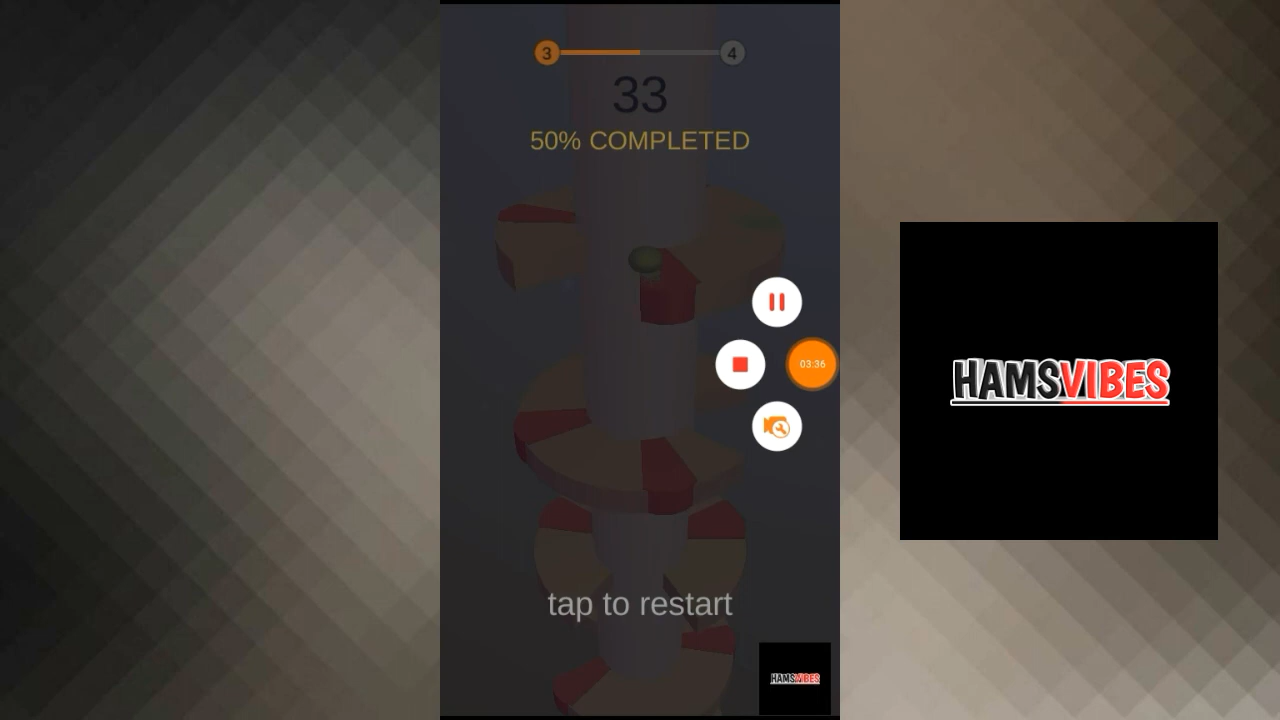 3
4
33
50% COMPLETED
03:36
HAMSVIBES
tap to restart
HAMSVIBES